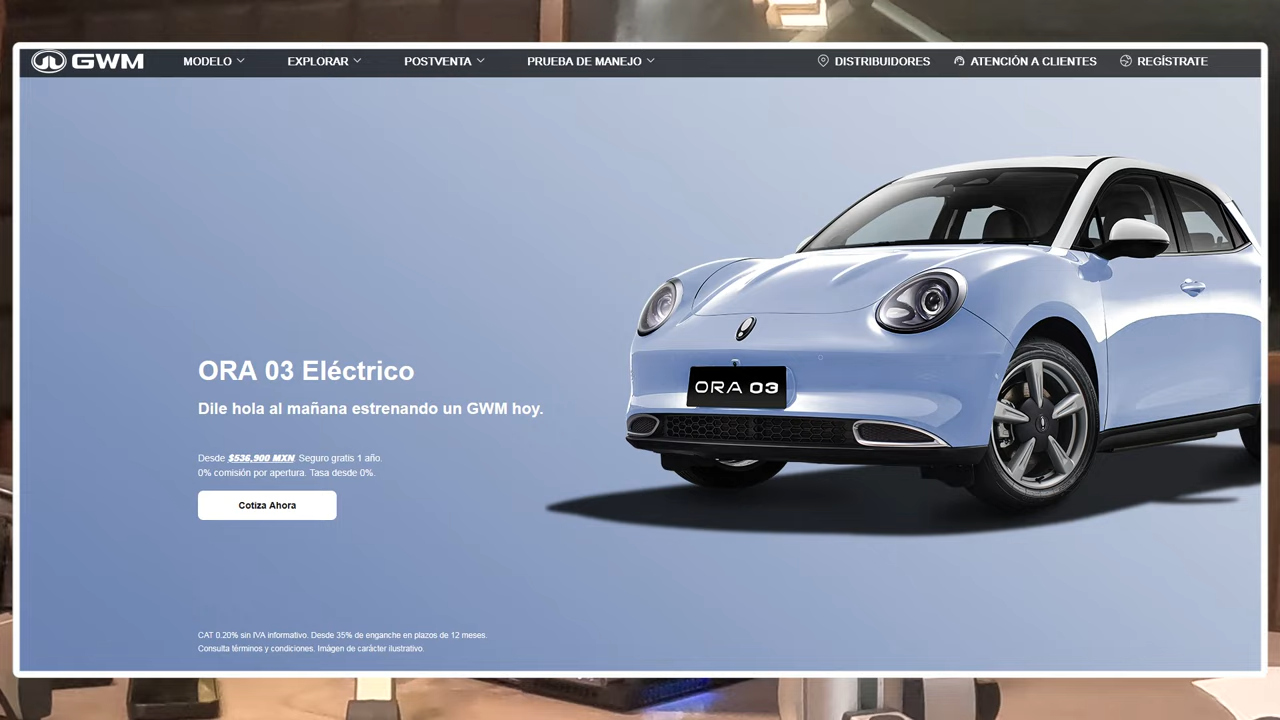 GWM MODELO EXPLORAR POSTVENTA PRUEBA DE MANEJO DISTRIBUIDORES ATENCIÓN A CLIENTES REGÍSTRATE
ORA 03 Eléctrico
ORA 03
Dile hola al mañana estrenando un GWM hoy.
Desde $536,900 MXN. Seguro gratis 1 año.
0% comisión por apertura. Tasa desde 0%.
Cotiza Ahora
CAT 0.20% sin IVA informativo. Desde 35% de enganche en plazos de 12 meses.
Consulta términos y condiciones. Imágen de carácter ilustrativo.